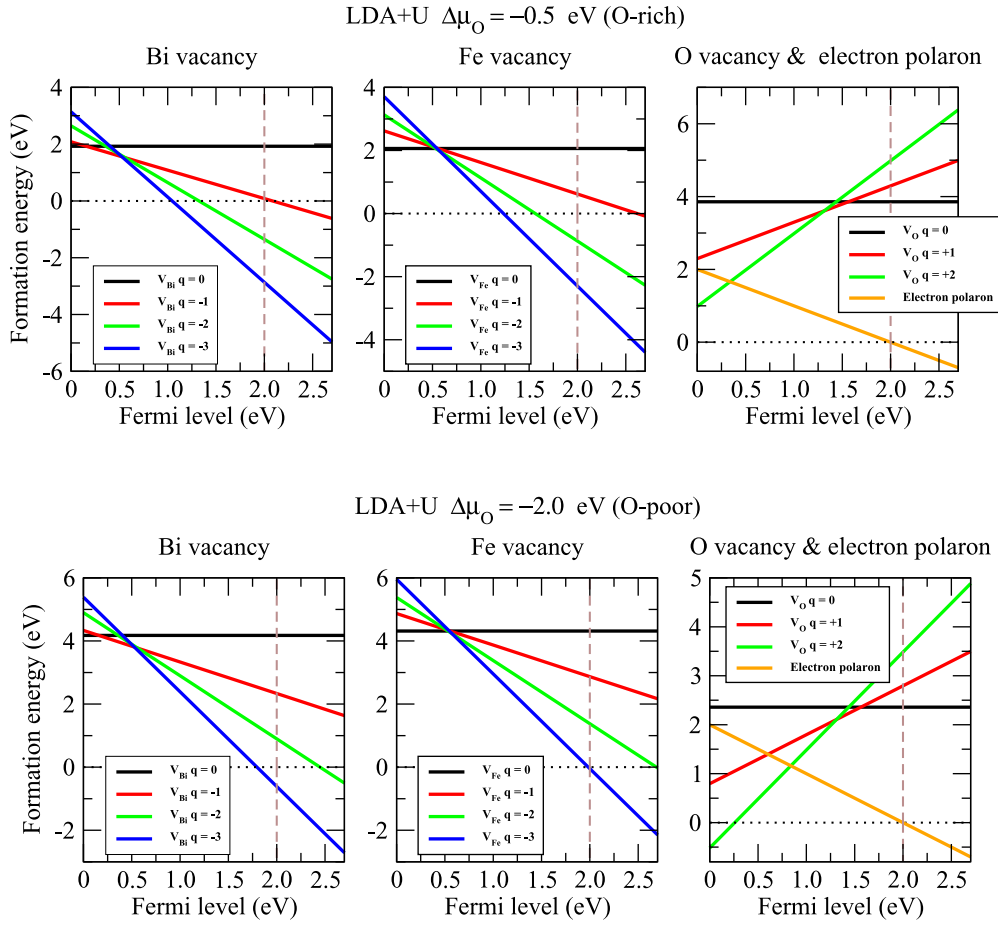 LDA+U Δμ_O = −0.5 eV (O-rich)
Bi vacancy
Fe vacancy
O vacancy & electron polaron
Formation energy (eV)
4
2
0
-2
-4
-6
V_Bi q = 0
V_Bi q = -1
V_Bi q = -2
V_Bi q = -3
0 0.5 1.0 1.5 2.0 2.5
Fermi level (eV)
4
2
0
-2
-4
V_Fe q = 0
V_Fe q = -1
V_Fe q = -2
V_Fe q = -3
0 0.5 1.0 1.5 2.0 2.5
Fermi level (eV)
6
4
2
0
V_O q = 0
V_O q = +1
V_O q = +2
Electron polaron
0 0.5 1.0 1.5 2.0 2.5
Fermi level (eV)
LDA+U Δμ_O = −2.0 eV (O-poor)
Bi vacancy
Fe vacancy
O vacancy & electron polaron
Formation energy (eV)
6
4
2
0
-2
V_Bi q = 0
V_Bi q = -1
V_Bi q = -2
V_Bi q = -3
0 0.5 1.0 1.5 2.0 2.5
Fermi level (eV)
6
4
2
0
-2
V_Fe q = 0
V_Fe q = -1
V_Fe q = -2
V_Fe q = -3
0 0.5 1.0 1.5 2.0 2.5
Fermi level (eV)
5
4
3
2
1
0
V_O q = 0
V_O q = +1
V_O q = +2
Electron polaron
0 0.5 1.0 1.5 2.0 2.5
Fermi level (eV)